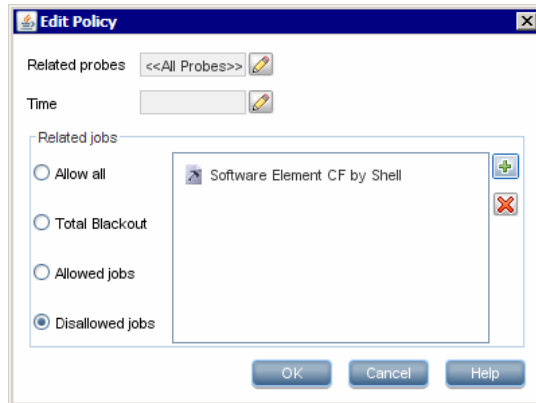 Edit Policy
Related probes <<All Probes>>
Time
Related jobs
Allow all
Software Element CF by Shell
Total Blackout
Allowed jobs
Disallowed jobs
OK Cancel Help